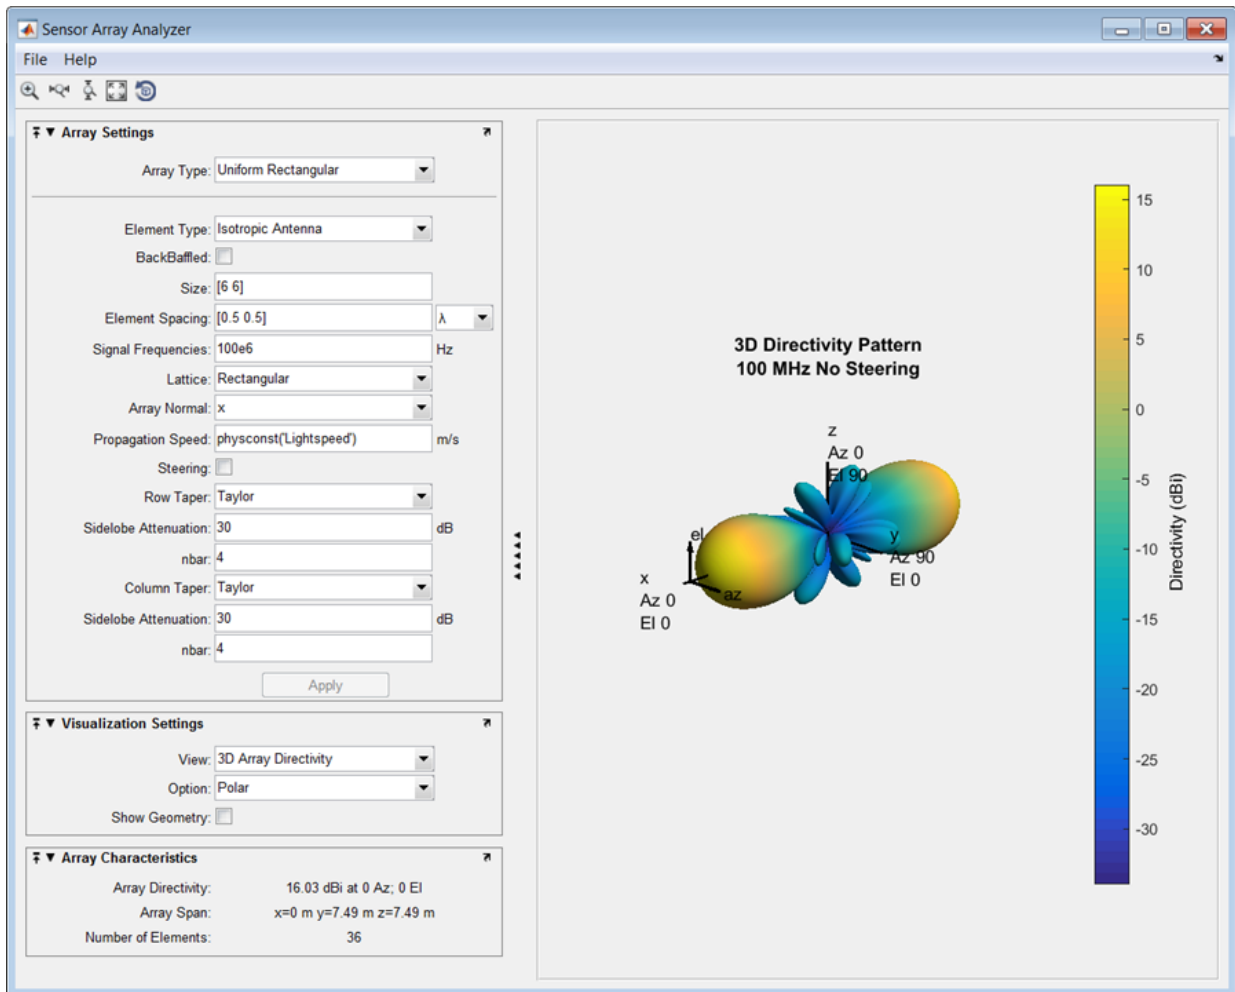 Sensor Array Analyzer
File Help
Array Settings
Array Type: Uniform Rectangular
Element Type: Isotropic Antenna
BackBaffled:
Size: [6 6]
Element Spacing: [0.5 0.5] λ
Signal Frequencies: 100e6 Hz
Lattice: Rectangular
Array Normal: x
Propagation Speed: physconst('Lightspeed') m/s
Steering:
Row Taper: Taylor
Sidelobe Attenuation: 30 dB
nbar: 4
Column Taper: Taylor
Sidelobe Attenuation: 30 dB
nbar: 4
Apply
Visualization Settings
View: 3D Array Directivity
Option: Polar
Show Geometry:
Array Characteristics
Array Directivity: 16.03 dBi at 0 Az; 0 El
Array Span: x=0 m y=7.49 m z=7.49 m
Number of Elements: 36
3D Directivity Pattern
100 MHz No Steering
z
Az 0
El 90
y
Az 90
El 0
el
az
x
Az 0
El 0
15
10
5
0
-5
-10
-15
-20
-25
-30
Directivity (dBi)